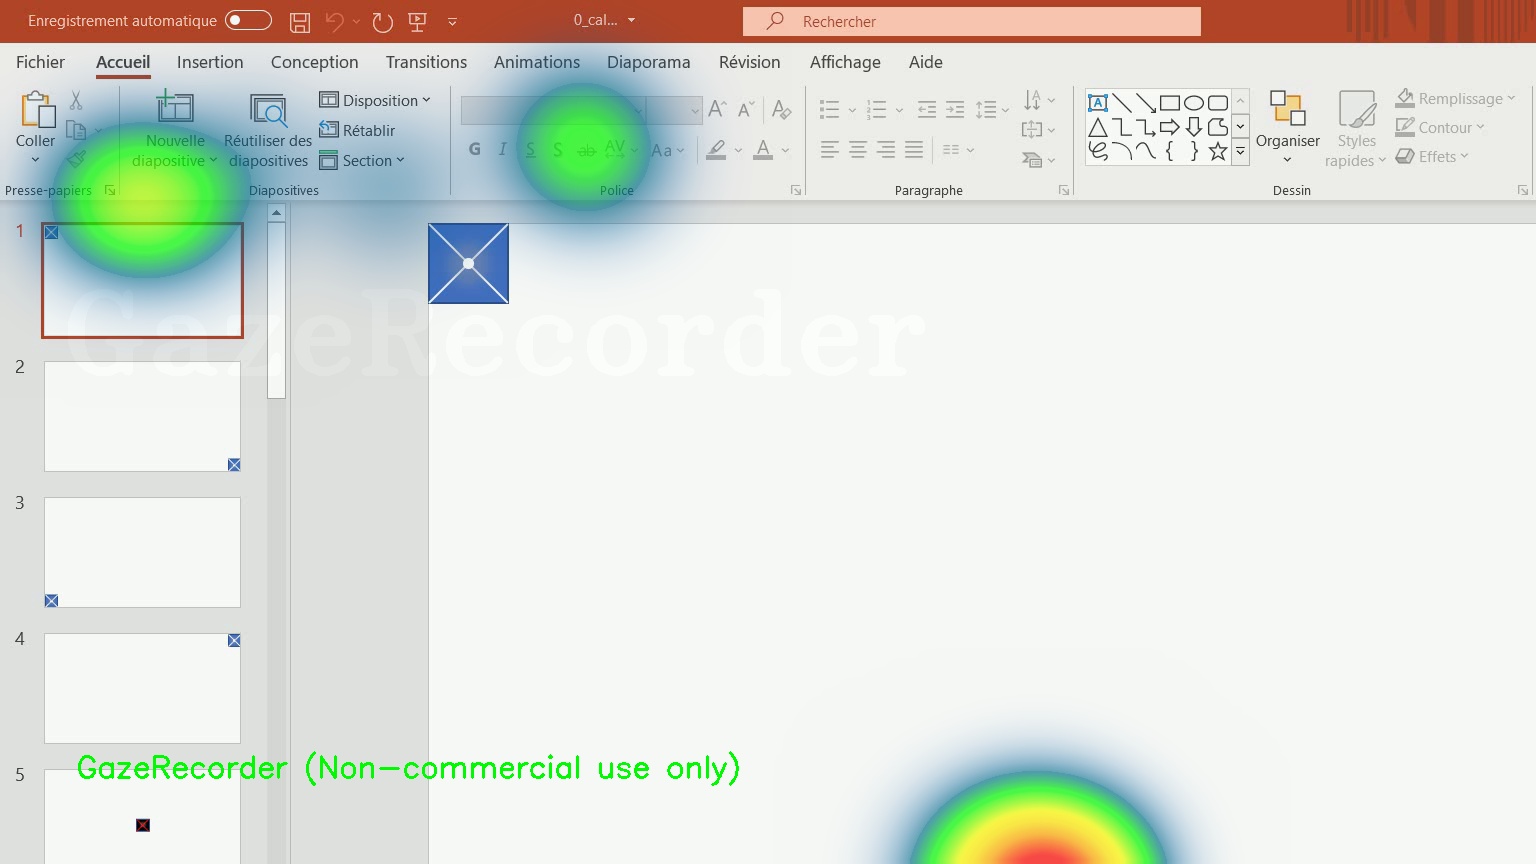 Enregistrement automatique 0_cal... Rechercher
Fichier Accueil Insertion Conception Transitions Animations Diaporama Révision Affichage Aide
Coller Nouvelle diapositive Réutiliser des diapositives Disposition Rétablir Section
G I S S ab AV Aa A A A A A
Organiser Styles rapides Remplissage Contour Effets
Presse-papiers Diapositives Police Paragraphe Dessin
1
GazeRecorder
2
3
4
5
GazeRecorder (Non-commercial use only)